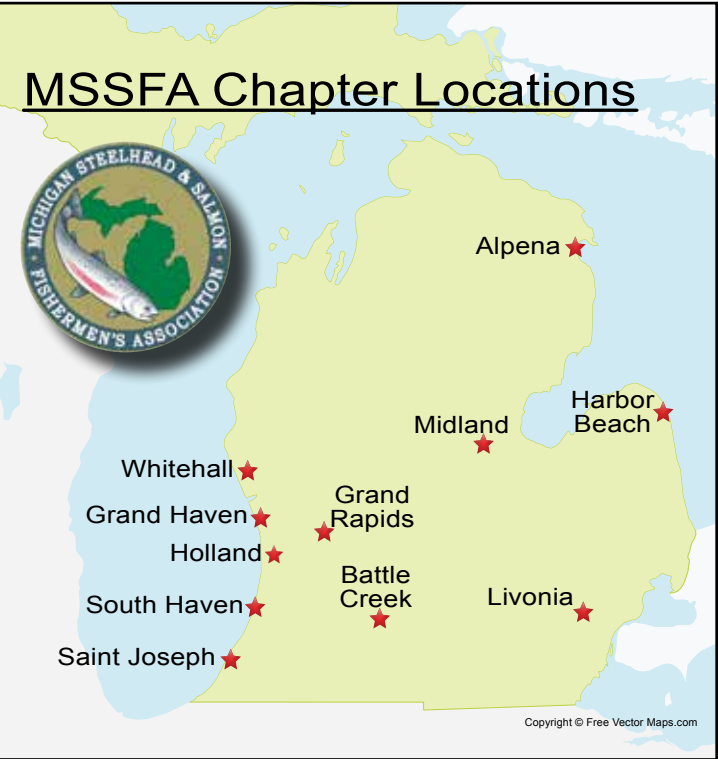 MSSFA Chapter Locations
MICHIGAN STEELHEAD & SALMON
FISHERMEN'S ASSOCIATION
Alpena
Harbor
Beach
Midland
Whitehall
Grand
Rapids
Grand Haven
Holland
Battle
Creek
South Haven
Livonia
Saint Joseph
Copyright © Free Vector Maps.com